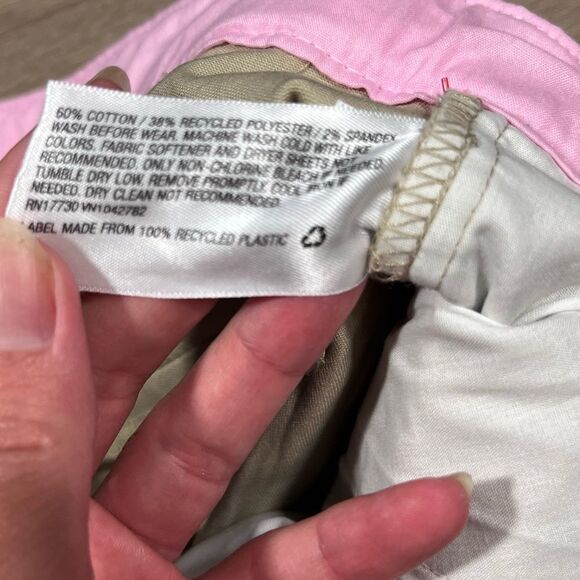 60% COTTON / 38% RECYCLED POLYESTER / 2% SPANDEX
WASH BEFORE WEAR. MACHINE WASH COLD WITH LIKE
COLORS. FABRIC SOFTENER AND DRYER SHEETS NOT
RECOMMENDED. ONLY NON-CHLORINE BLEACH IF NEEDED.
TUMBLE DRY LOW. REMOVE PROMPTLY. COOL IRON IF
NEEDED. DRY CLEAN NOT RECOMMENDED.
RN17730 VN1042782
LABEL MADE FROM 100% RECYCLED PLASTIC